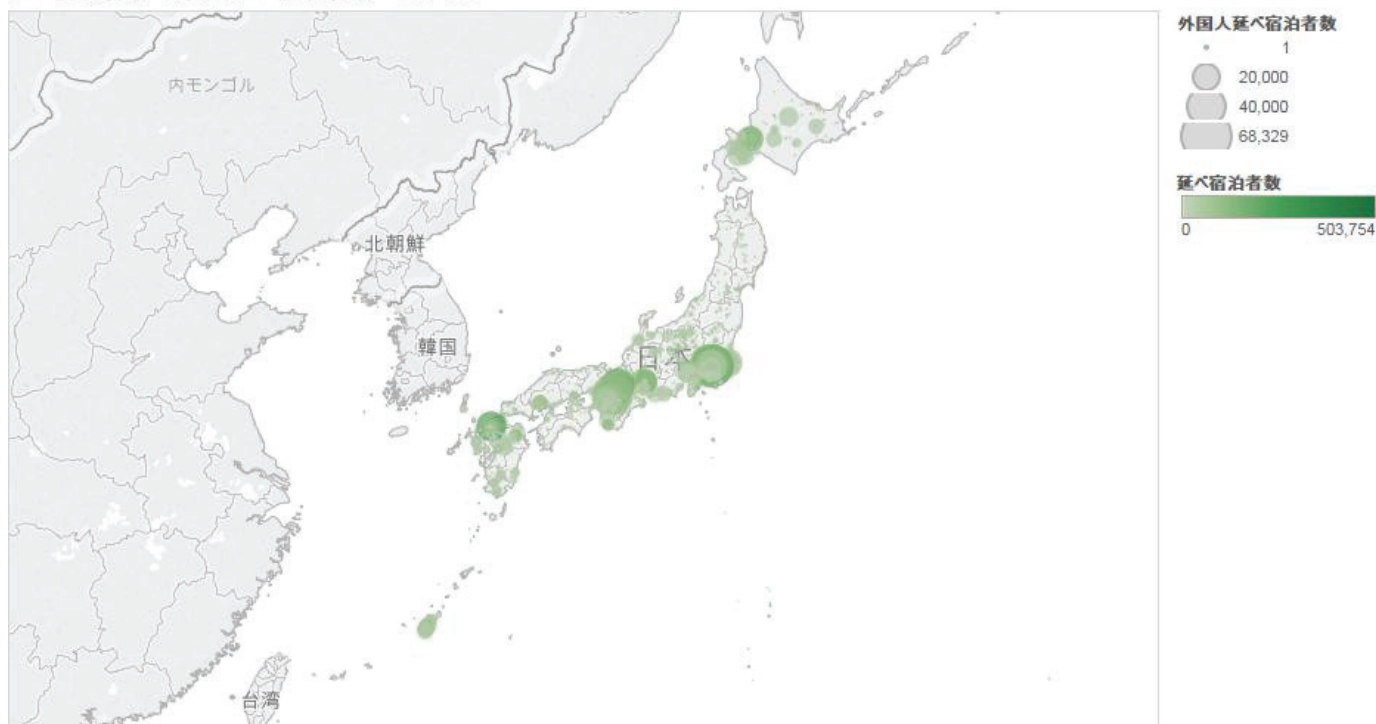 内モンゴル
北朝鮮
韓国
日本
台湾
外国人延べ宿泊者数
1
20,000
40,000
68,329
延べ宿泊者数
0 503,754